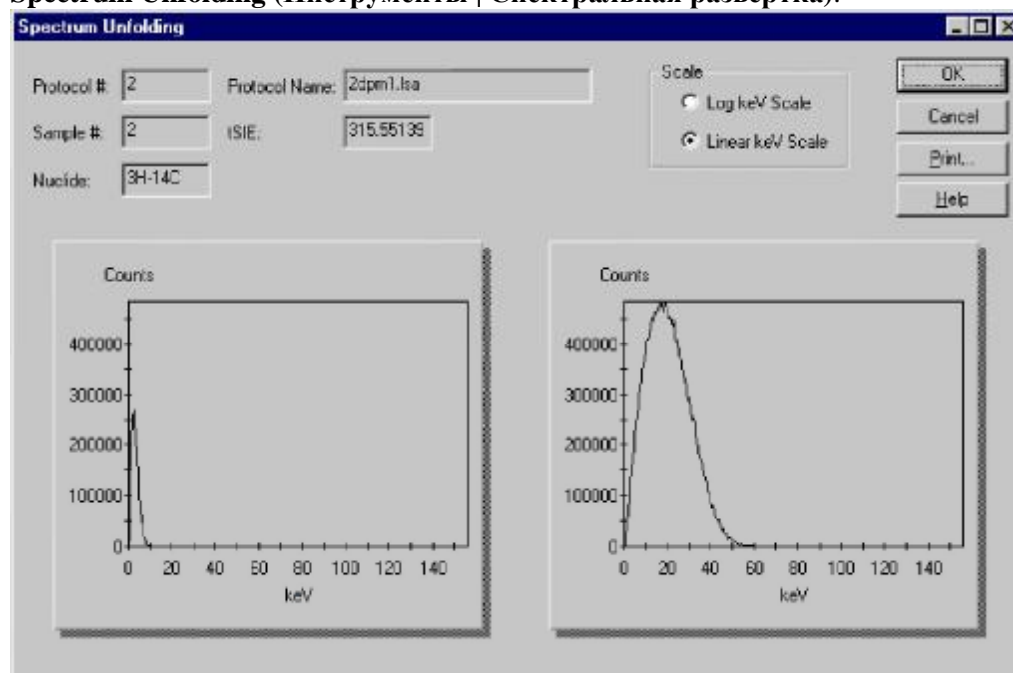 Spectrum Unfolding (Инструменты | Спектральная развертка).
Spectrum Unfolding
Protocol #: 2 Protocol Name: 2dpm1.lsa
Sample #: 2 tSIE: 315.55139
Nuclide: 3H-14C
Scale
Log keV Scale
Linear keV Scale
OK
Cancel
Print...
Help
Counts
400000
300000
200000
100000
0
0 20 40 60 80 100 120 140
keV
Counts
400000
300000
200000
100000
0
0 20 40 60 80 100 120 140
keV